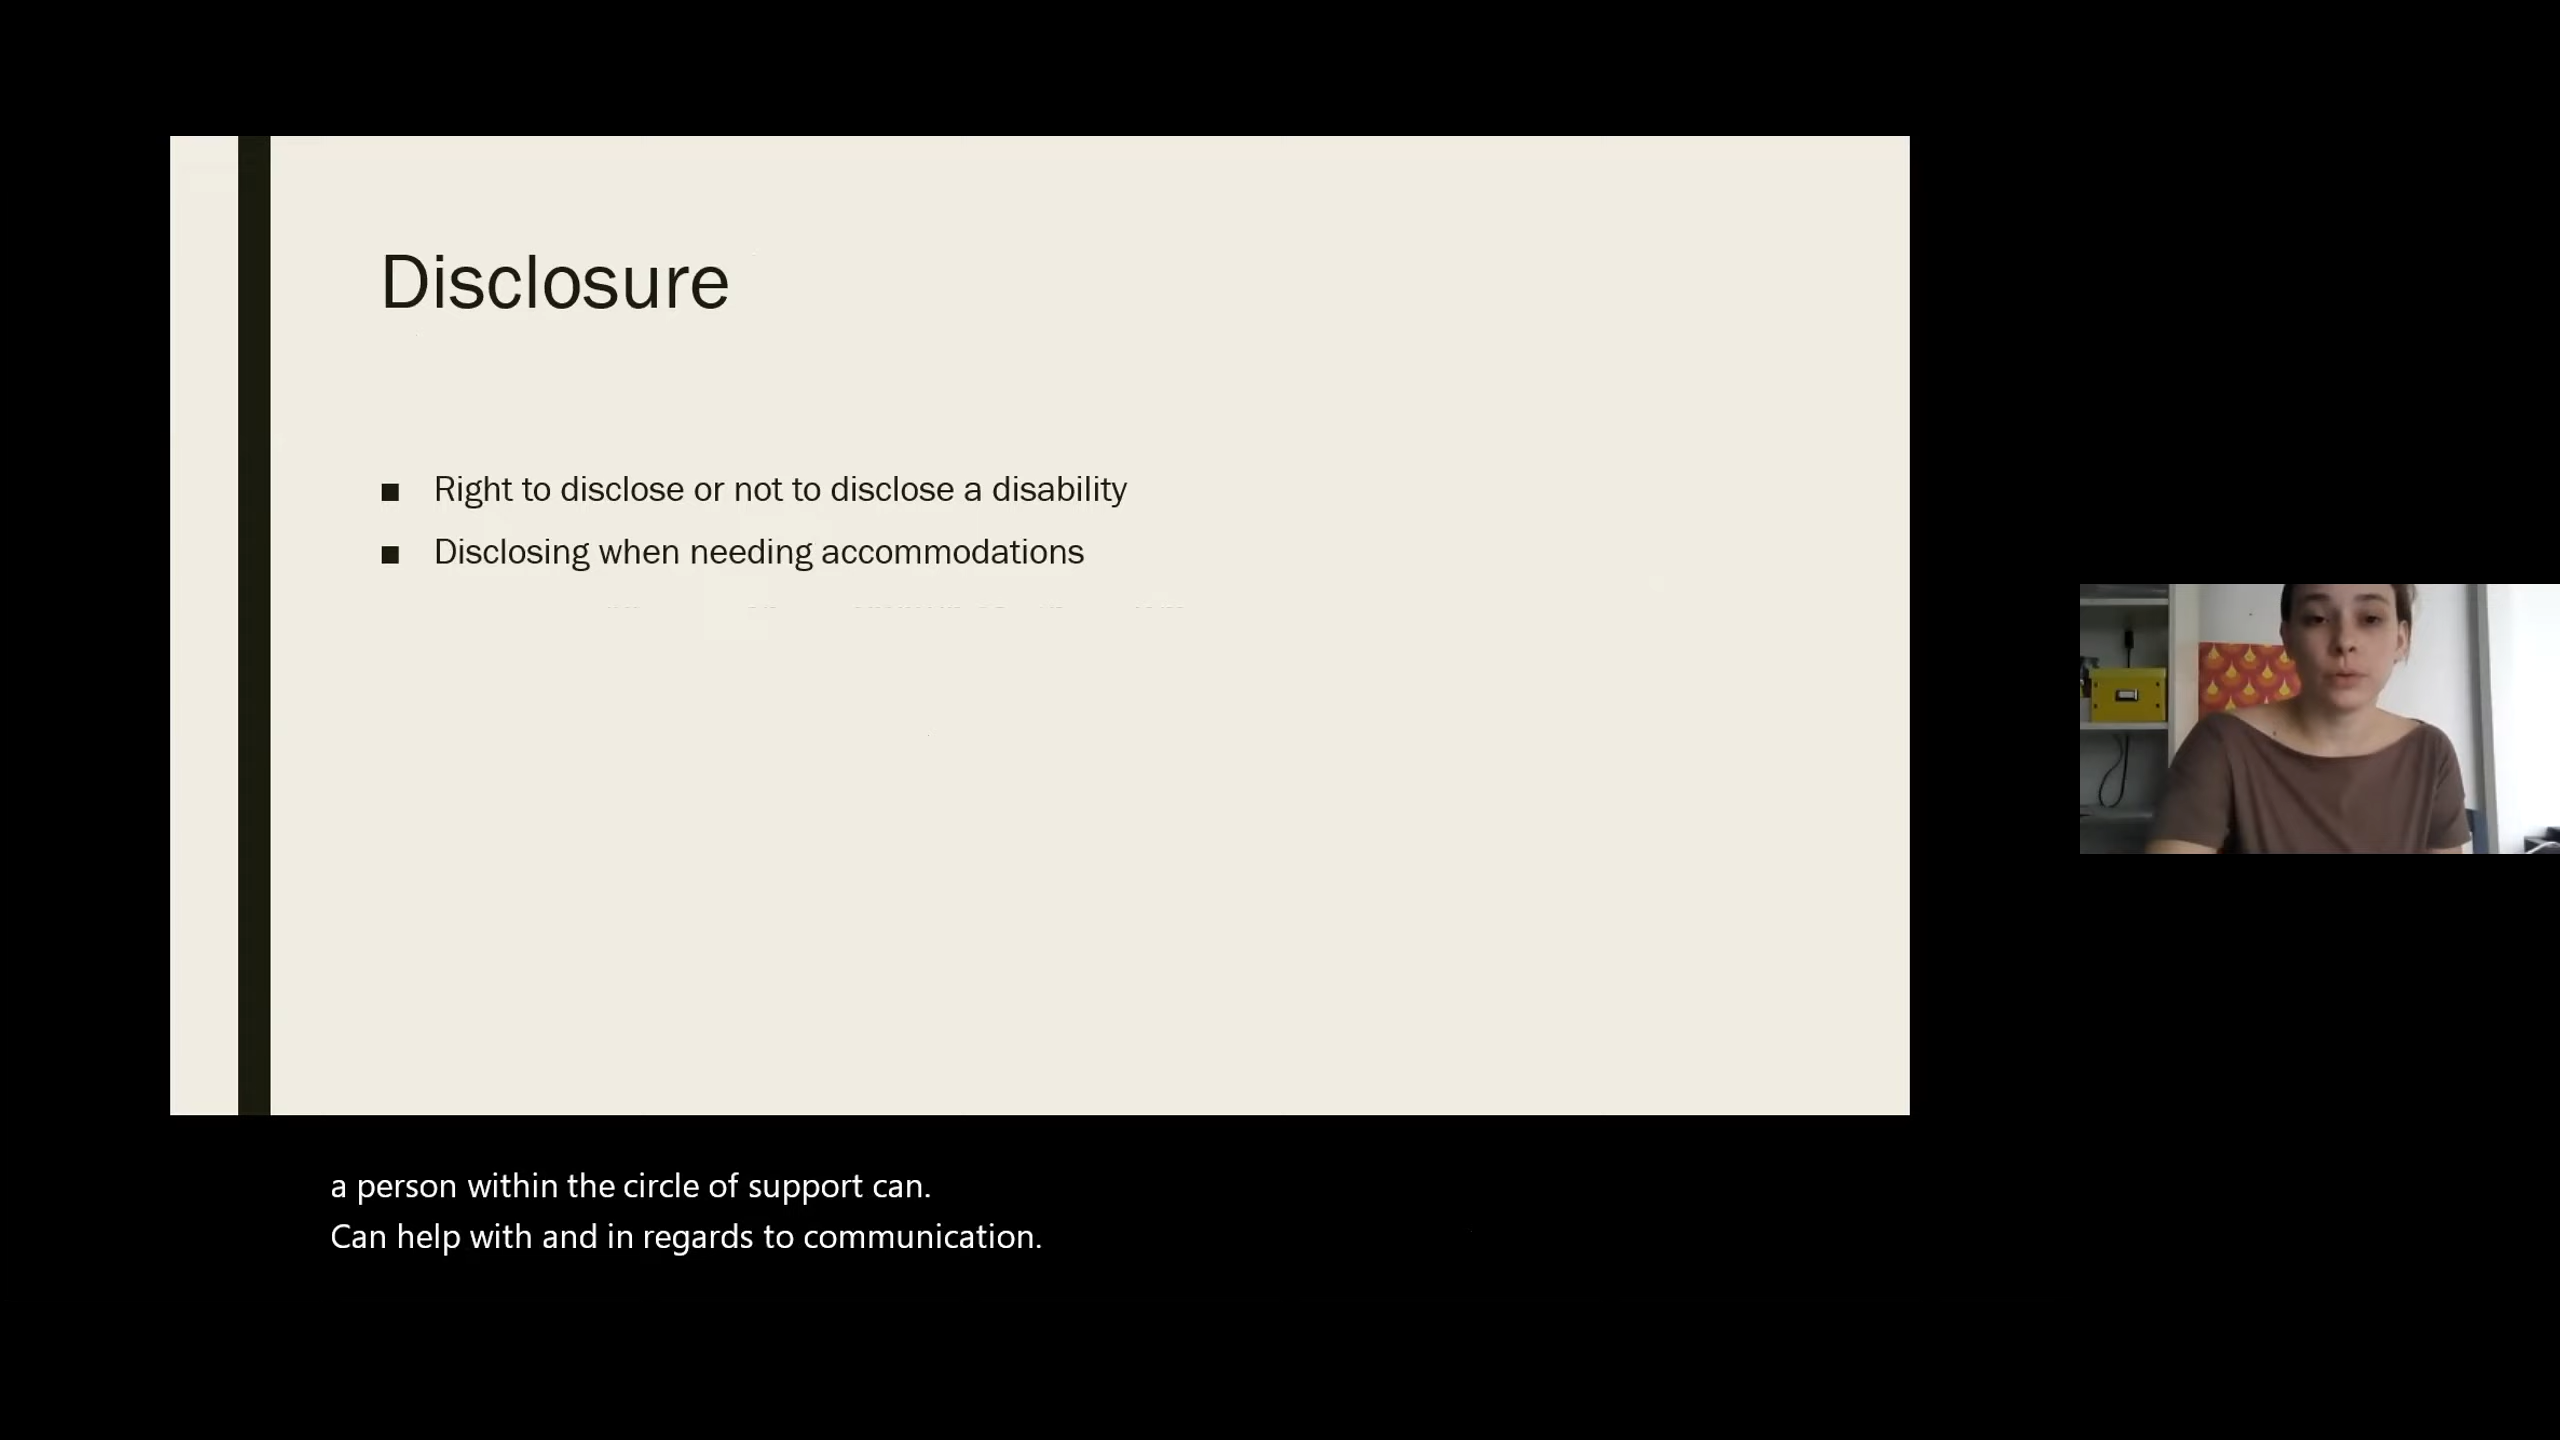 Disclosure
■ Right to disclose or not to disclose a disability
■ Disclosing when needing accommodations
a person within the circle of support can.
Can help with and in regards to communication.